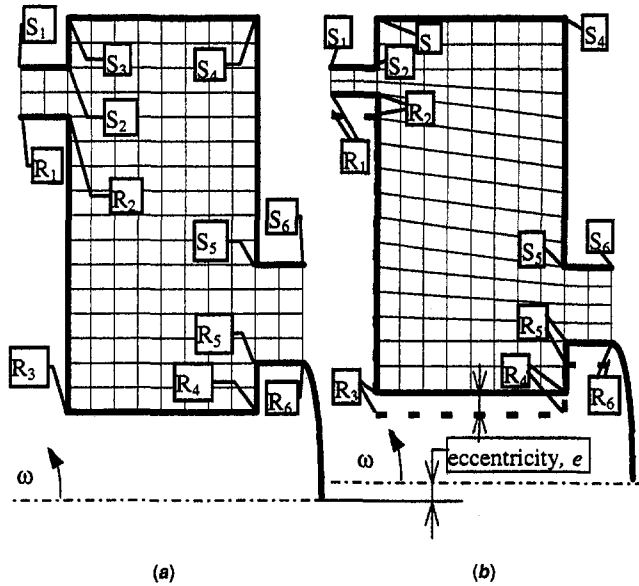 S₁
S₃
S₄
S₂
R₁
R₂
S₅
S₆
R₅
R₃
R₄
R₆
ω
(a)
S₁
S
S₄
S₂
R₂
R₁
S₅
S₆
R₅
R₃
R₄
R₆
ω
eccentricity, e
(b)